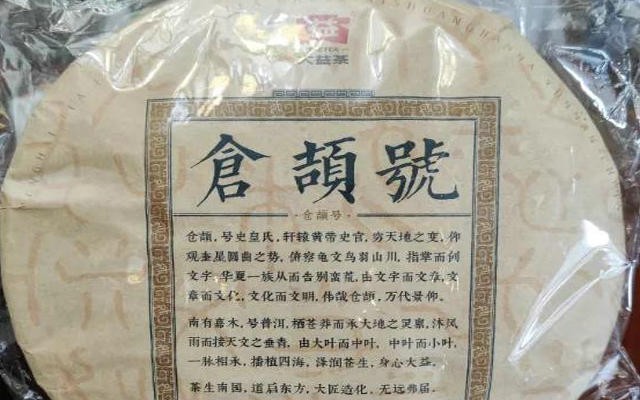 大益茶
倉頡號
仓颉号
仓颉，号史皇氏，轩辕黄帝史官，穷天地之变，仰
观奎星圆曲之势，俯察龟文鸟羽山川，指掌而创
文字，华夏一族从而告别蛮荒，由文字而文章，文
章而文化，文化而文明，伟哉仓颉，万代景仰。
南有嘉木，号普洱，栖苍莽而承大地之灵禀，沐风
雨而接天文之垂青，由大叶而中叶，中叶而小叶，
一脉相承，播植四海，泽润苍生，身心大益。
茶生南国，道启东方，大匠造化，无远弗届。